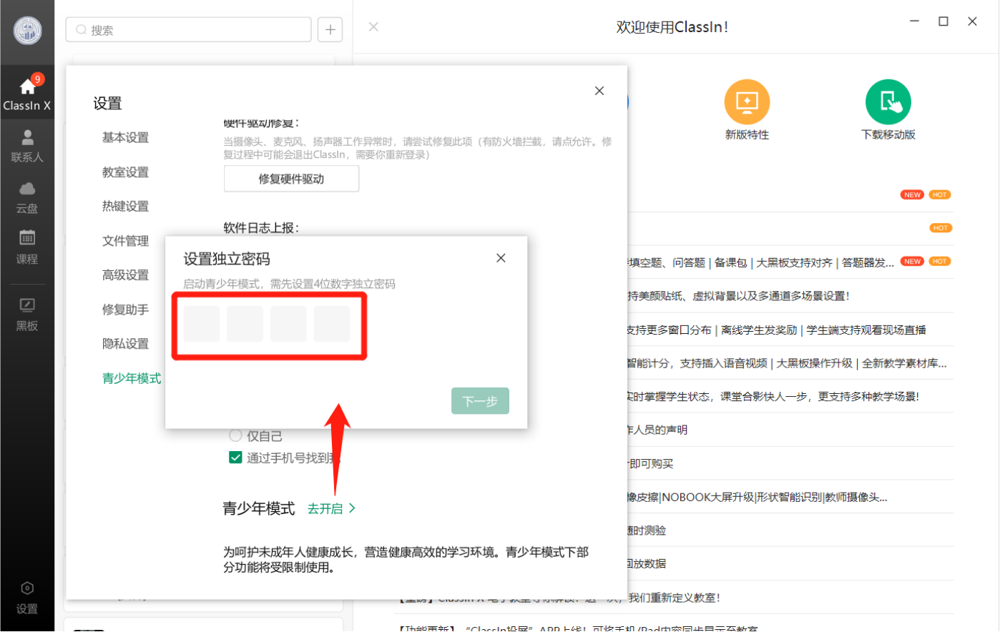 搜索
欢迎使用ClassIn!
9
ClassIn X
联系人
云盘
课程
黑板
设置
设置
基本设置
教室设置
热键设置
文件管理
高级设置
修复助手
隐私设置
青少年模式
硬件驱动修复：
当摄像头、麦克风、扬声器工作异常时，请尝试修复此项（有防火墙拦截，请点允许。修
复过程中可能会退出ClassIn，需要你重新登录）
修复硬件驱动
软件日志上报：
设置独立密码
启动青少年模式，需先设置4位数字独立密码
下一步
仅自己
通过手机号找到我
青少年模式 去开启
为呵护未成年人健康成长，营造健康高效的学习环境。青少年模式下部
分功能将受限制使用。
新版特性
下载移动版
NEW HOT
HOT
填空题、问答题 | 备课包 | 大黑板支持对齐 | 答题器发... NEW HOT
持美颜贴纸、虚拟背景以及多通道多场景设置！
支持更多窗口分布 | 离线学生发奖励 | 学生端支持观看现场直播
智能计分，支持插入语音视频 | 大黑板操作升级 | 全新教学素材库...
实时掌握学生状态，课堂合影快人一步，更支持多种教学场景!
作人员的声明
即可购买
橡皮擦|NOBOOK大屏升级|形状智能识别|教师摄像头...
随时测验
回放数据
我们重新定义教室！
【功能更新】“ClassIn投屏”APP上线！可将手机/Pad内容同步显示至教室